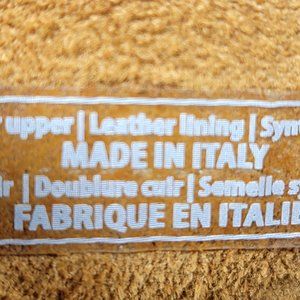 upper | Leather lining |
MADE IN ITALY
| Doublure cuir | Semelle
FABRIQUE EN ITALIE